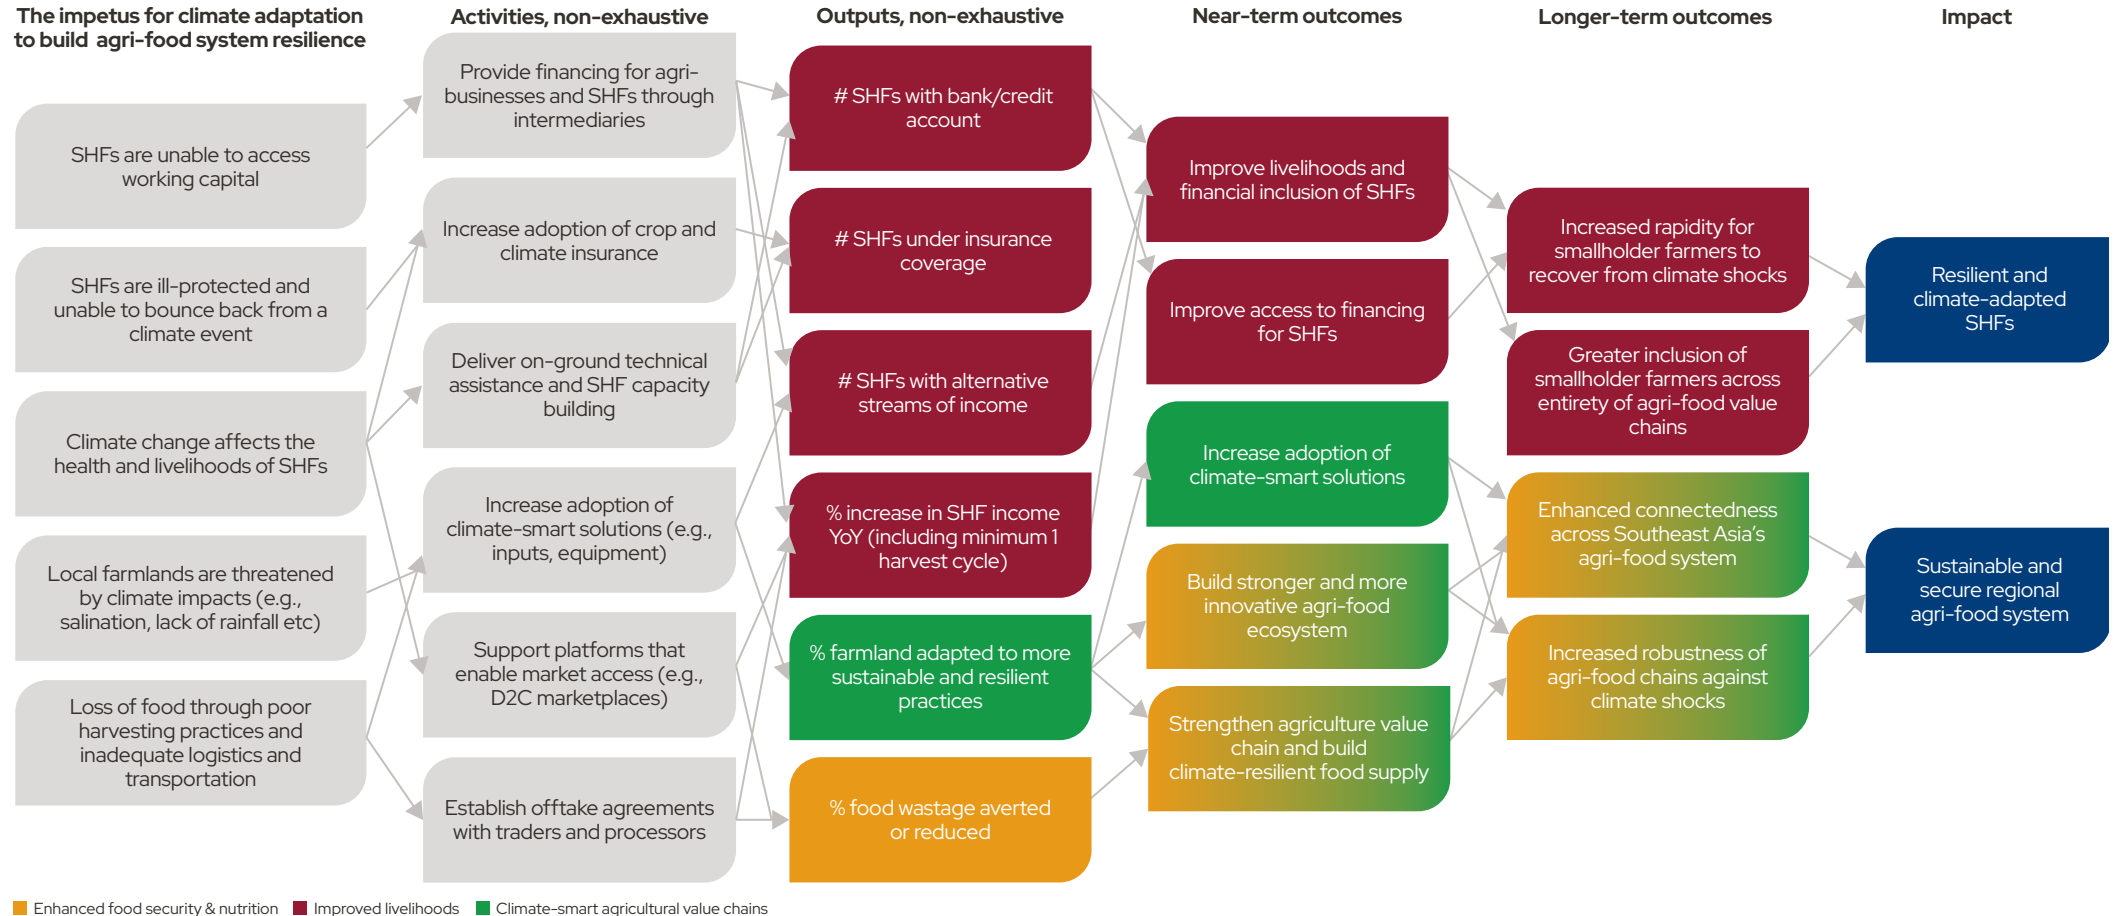 The impetus for climate adaptation
to build agri-food system resilience
Activities, non-exhaustive
Outputs, non-exhaustive
Near-term outcomes
Longer-term outcomes
Impact
SHFs are unable to access
working capital
SHFs are ill-protected and
unable to bounce back from a
climate event
Climate change affects the
health and livelihoods of SHFs
Local farmlands are threatened
by climate impacts (e.g.,
salination, lack of rainfall etc)
Loss of food through poor
harvesting practices and
inadequate logistics and
transportation
Provide financing for agri-
businesses and SHFs through
intermediaries
Increase adoption of crop and
climate insurance
Deliver on-ground technical
assistance and SHF capacity
building
Increase adoption of
climate-smart solutions (e.g.,
inputs, equipment)
Support platforms that
enable market access (e.g.,
D2C marketplaces)
Establish offtake agreements
with traders and processors
# SHFs with bank/credit
account
# SHFs under insurance
coverage
# SHFs with alternative
streams of income
% increase in SHF income
YoY (including minimum 1
harvest cycle)
% farmland adapted to more
sustainable and resilient
practices
% food wastage averted
or reduced
Improve livelihoods and
financial inclusion of SHFs
Improve access to financing
for SHFs
Increase adoption of
climate-smart solutions
Build stronger and more
innovative agri-food
ecosystem
Strengthen agriculture value
chain and build
climate-resilient food supply
Increased rapidity for
smallholder farmers to
recover from climate shocks
Greater inclusion of
smallholder farmers across
entirety of agri-food value
chains
Enhanced connectedness
across Southeast Asia's
agri-food system
Increased robustness of
agri-food chains against
climate shocks
Resilient and
climate-adapted
SHFs
Sustainable and
secure regional
agri-food system
Enhanced food security & nutrition
Improved livelihoods
Climate-smart agricultural value chains